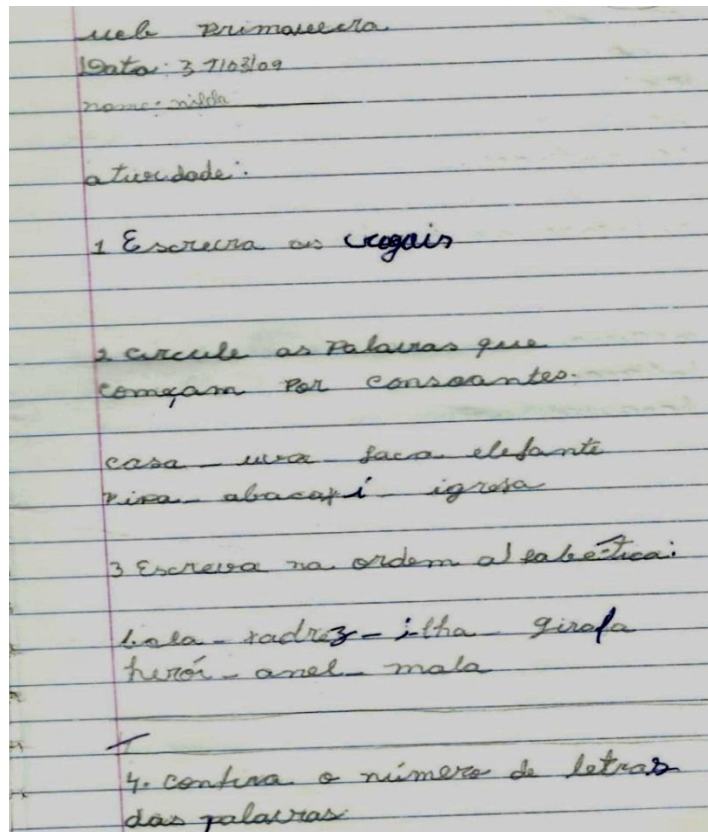 ueb Primavera
Data: 31/03/09
nome: nilda
atividade:
1 Escreva as vogais
2 circule as Palavras que
começam Por consoantes.
casa - uva - faca elefante
Pipa - abacaxi - igreja
3 Escreva na ordem alfabética:
bola - xadrez - ilha - girafa
herói - anel - mala
4. confira o número de letras
das palavras: